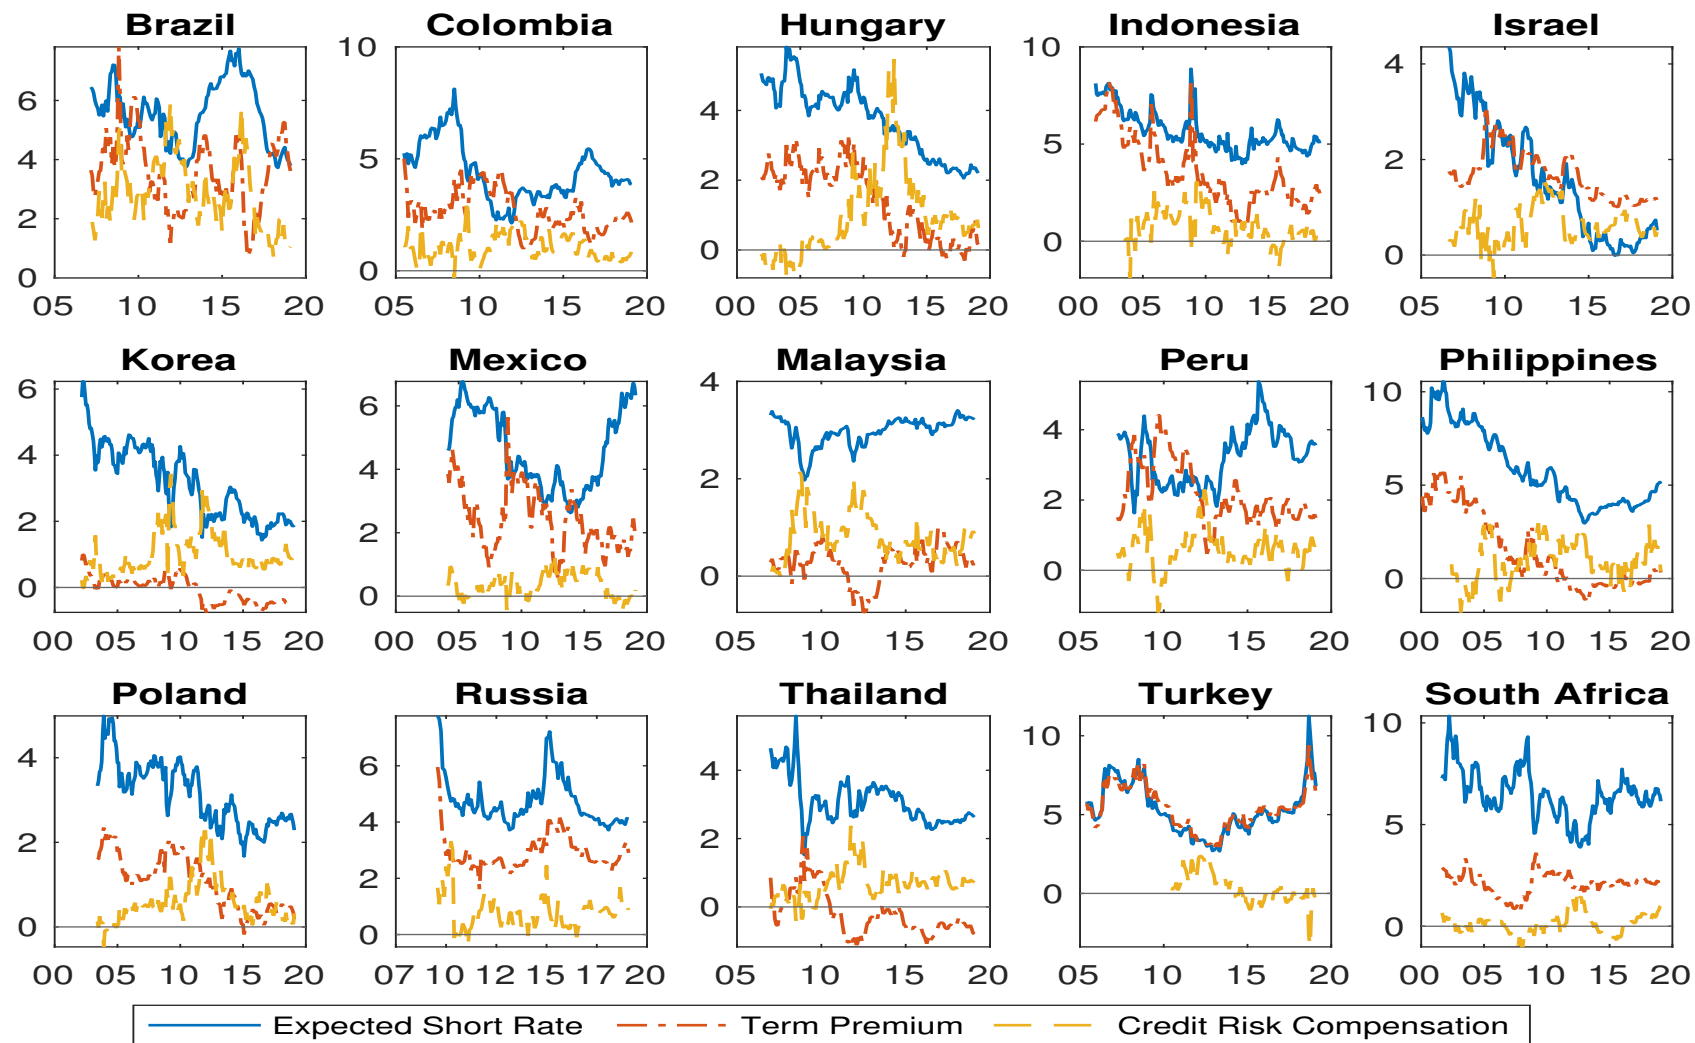 Brazil Colombia Hungary Indonesia Israel
6 4 2 0
10 5 0
4 2 0
10 5 0
4 2 0
05 10 15 20 05 10 15 20 00 05 10 15 20 00 05 10 15 20 05 10 15 20
Korea Mexico Malaysia Peru Philippines
6 4 2 0
6 4 2 0
4 2 0
4 2 0
10 5 0
00 05 10 15 20 05 10 15 20 05 10 15 20 05 10 15 20 00 05 10 15 20
Poland Russia Thailand Turkey South Africa
4 2 0
6 4 2 0
4 2 0
10 5 0
10 5 0
00 05 10 15 20 07 10 12 15 17 20 05 10 15 20 05 10 15 20 00 05 10 15 20
Expected Short Rate Term Premium Credit Risk Compensation